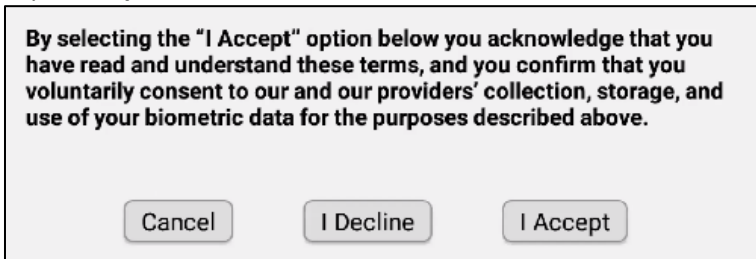 By selecting the “I Accept” option below you acknowledge that you
have read and understand these terms, and you confirm that you
voluntarily consent to our and our providers’ collection, storage, and
use of your biometric data for the purposes described above.
Cancel I Decline I Accept